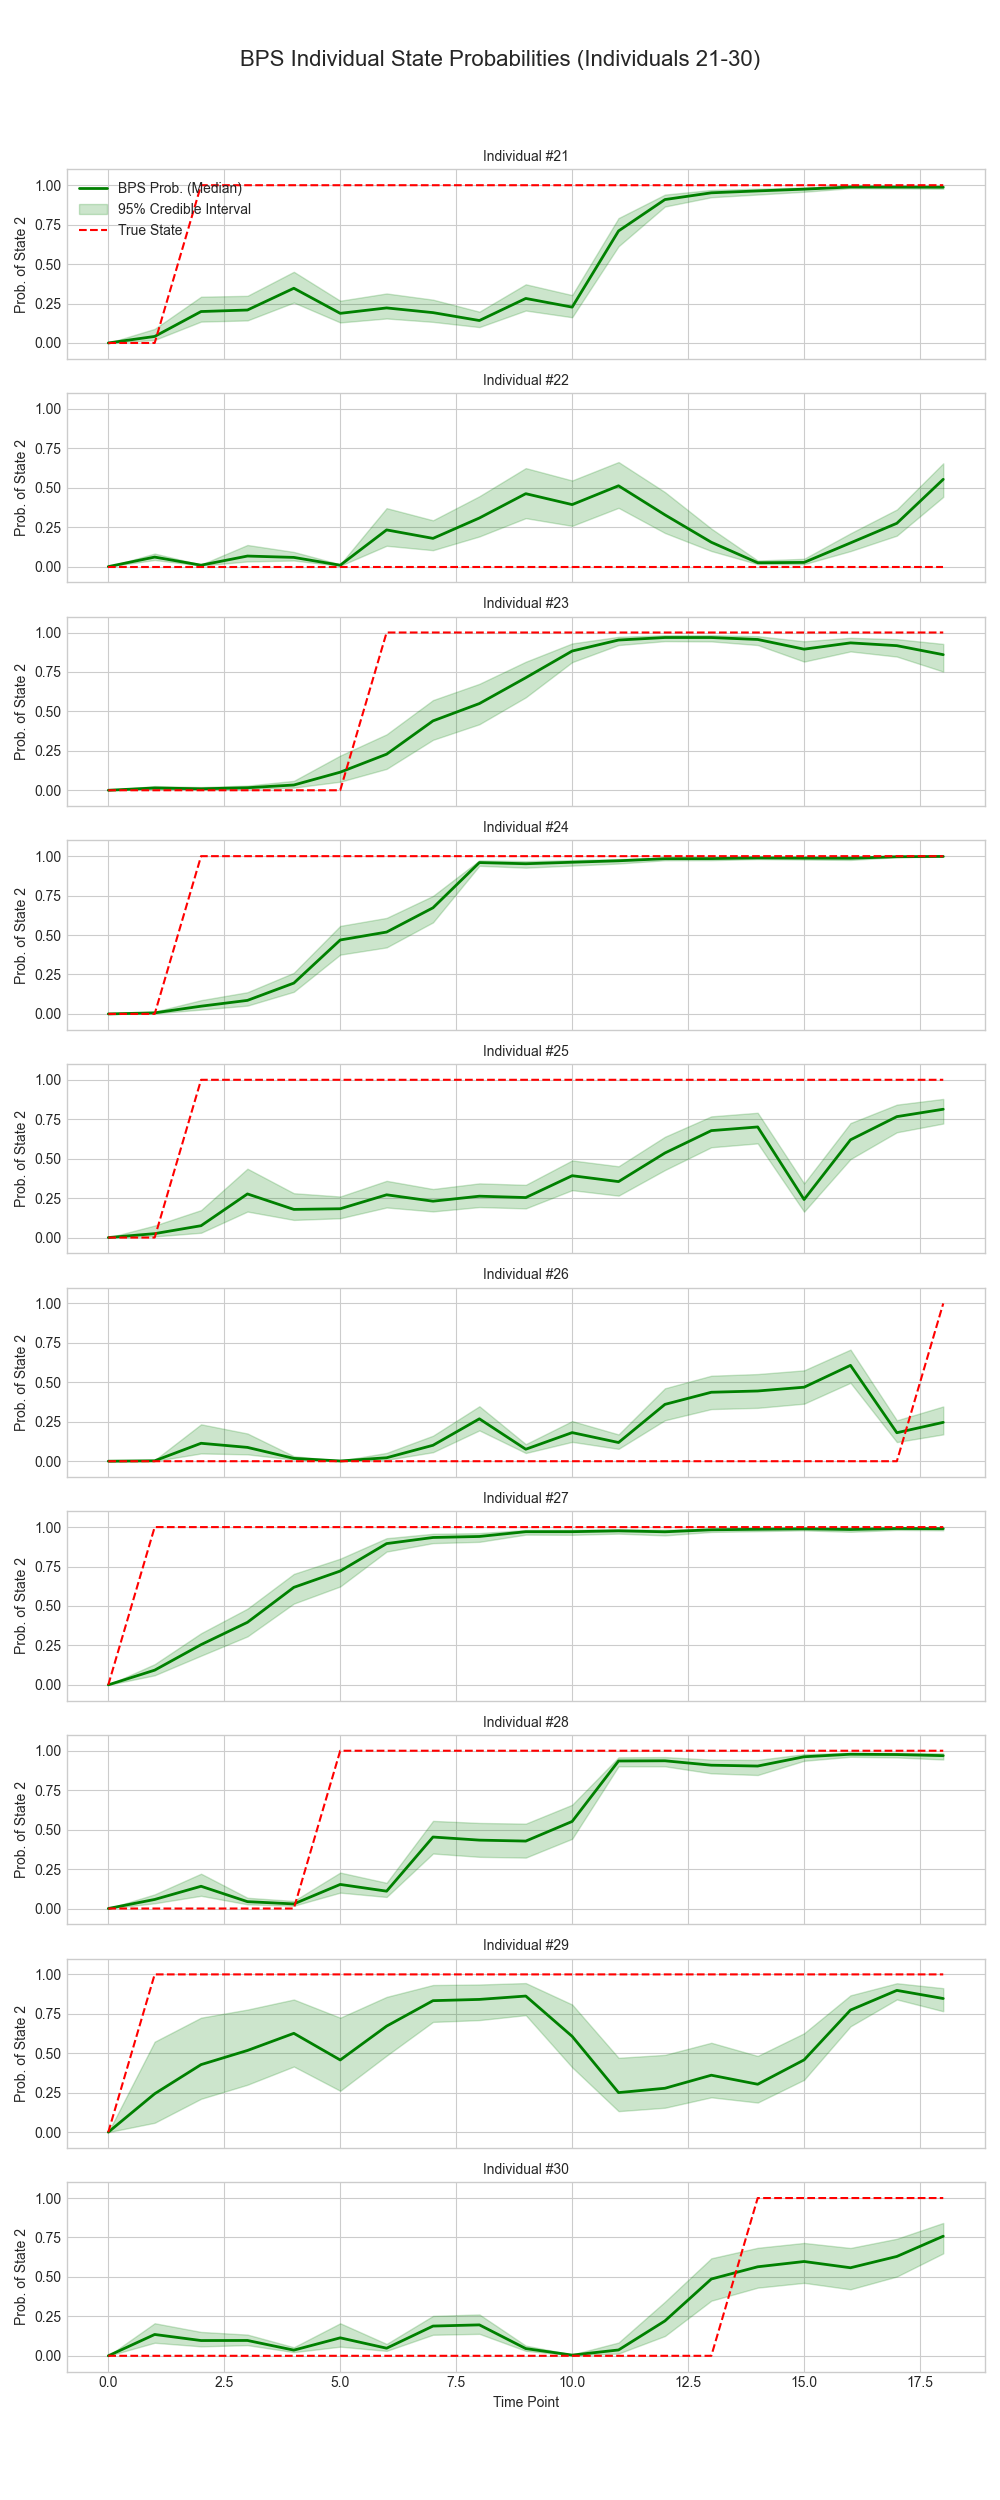 BPS Individual State Probabilities (Individuals 21-30)
Individual #21
BPS Prob. (Median)
95% Credible Interval
True State
Prob. of State 2
1.00
0.75
0.50
0.25
0.00
Individual #22
Prob. of State 2
1.00
0.75
0.50
0.25
0.00
Individual #23
Prob. of State 2
1.00
0.75
0.50
0.25
0.00
Individual #24
Prob. of State 2
1.00
0.75
0.50
0.25
0.00
Individual #25
Prob. of State 2
1.00
0.75
0.50
0.25
0.00
Individual #26
Prob. of State 2
1.00
0.75
0.50
0.25
0.00
Individual #27
Prob. of State 2
1.00
0.75
0.50
0.25
0.00
Individual #28
Prob. of State 2
1.00
0.75
0.50
0.25
0.00
Individual #29
Prob. of State 2
1.00
0.75
0.50
0.25
0.00
Individual #30
Prob. of State 2
1.00
0.75
0.50
0.25
0.00
0.0 2.5 5.0 7.5 10.0 12.5 15.0 17.5
Time Point